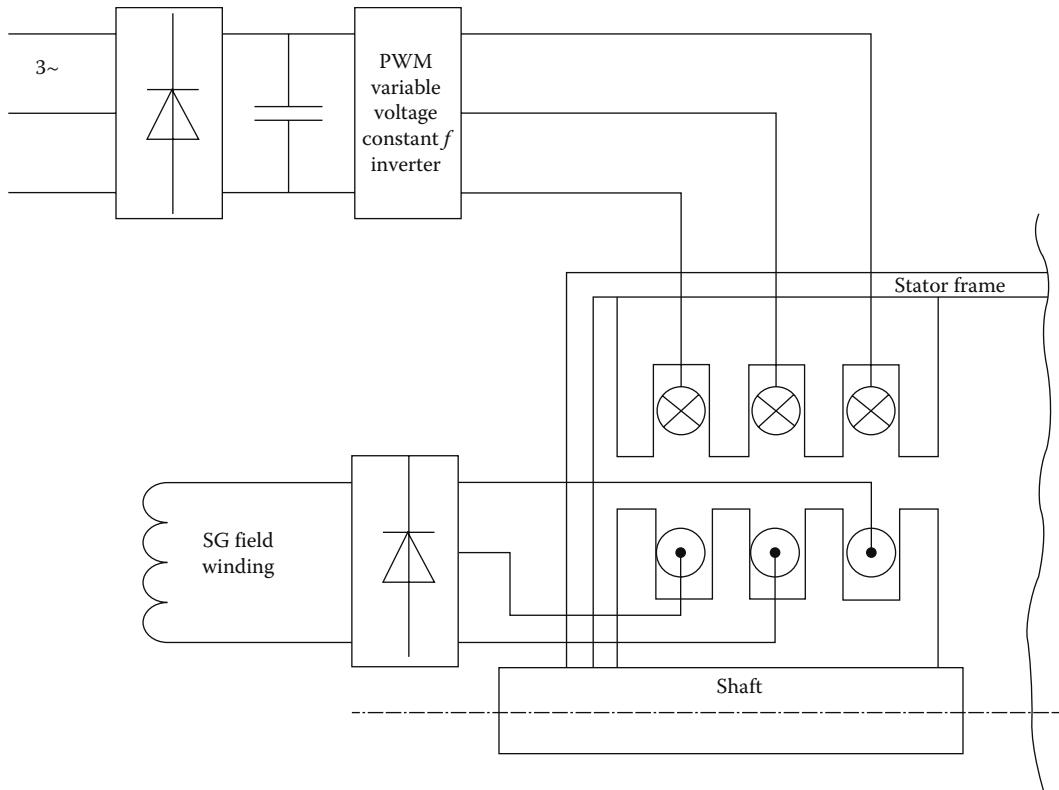 3~
PWM
variable
voltage
constant f
inverter
Stator frame
SG field
winding
Shaft